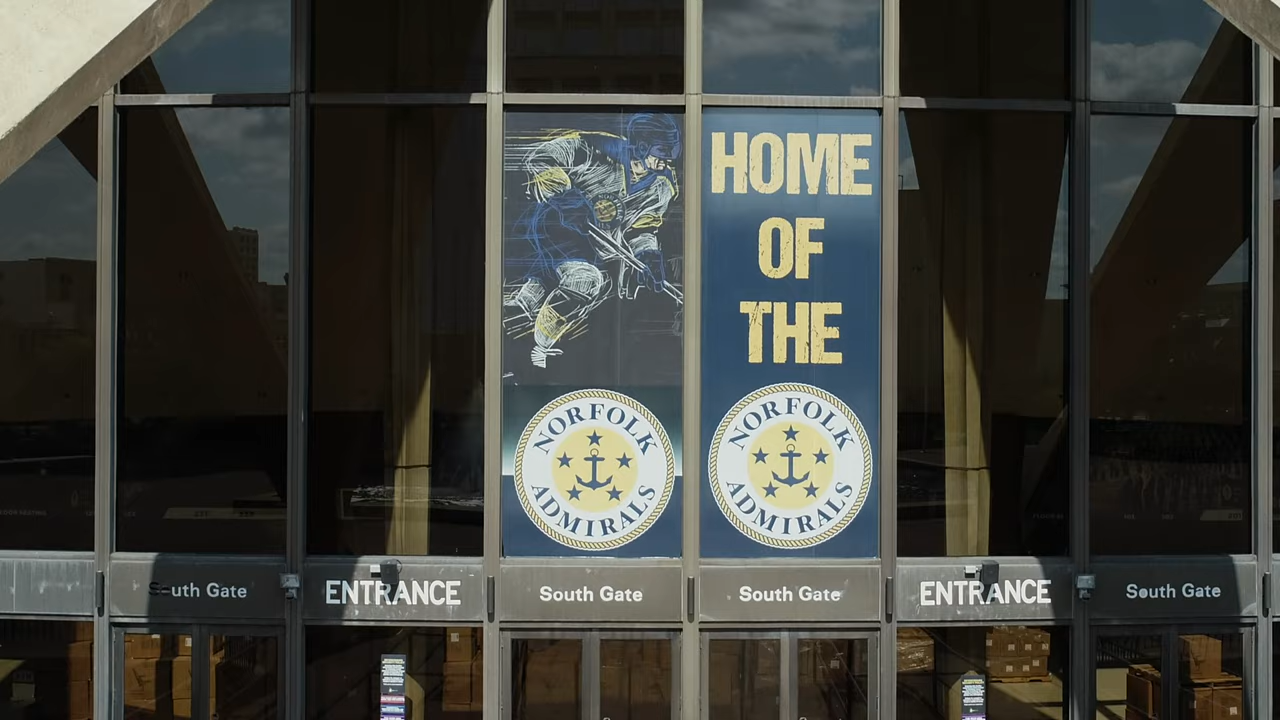 HOME
OF
THE
NORFOLK
ADMIRALS
NORFOLK
ADMIRALS
South Gate
ENTRANCE
South Gate
South Gate
ENTRANCE
South Gate